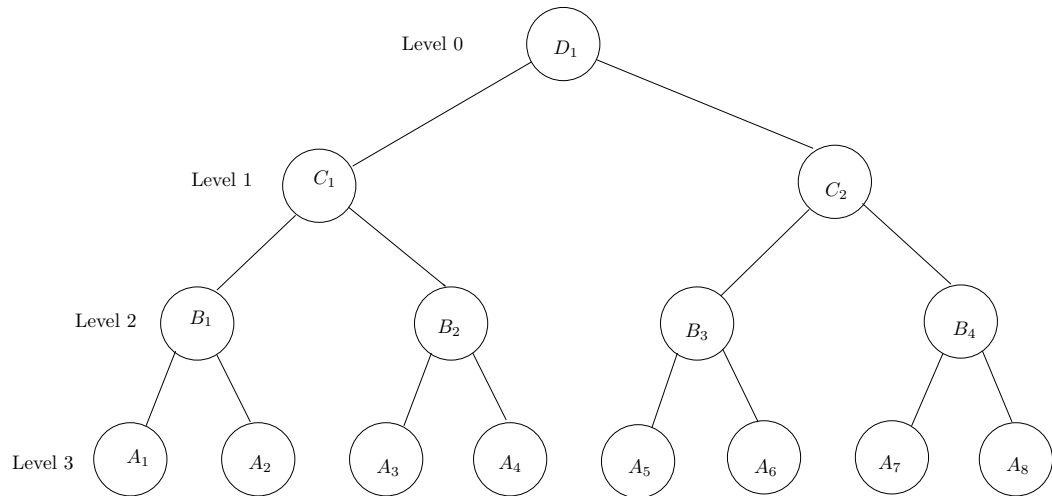 Level 0
D₁
Level 1
C₁
C₂
Level 2
B₁
B₂
B₃
B₄
Level 3
A₁
A₂
A₃
A₄
A₅
A₆
A₇
A₈